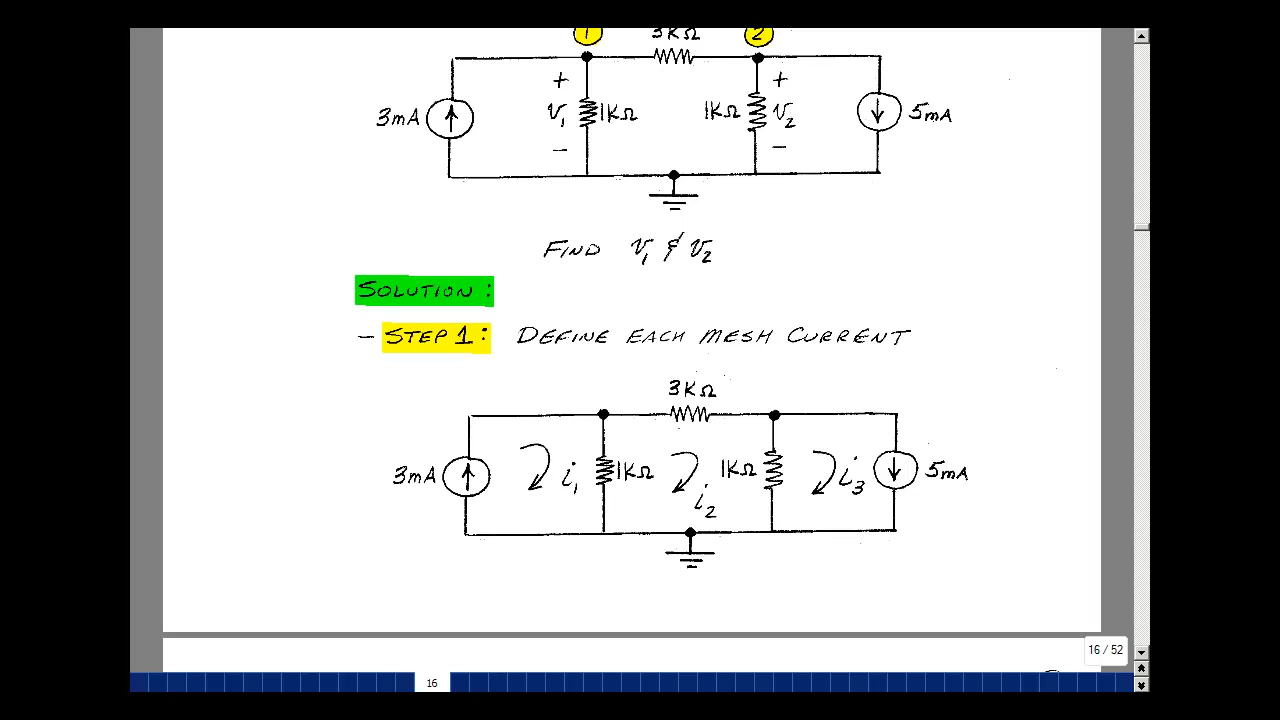 1 3KΩ 2
+ +
3mA v₁ 1KΩ 1KΩ v₂ 5mA
− −
FIND v₁ & v₂
SOLUTION:
– STEP 1: DEFINE EACH MESH CURRENT
3KΩ
3mA i₁ 1KΩ i₂ 1KΩ i₃ 5mA
16 / 52
16